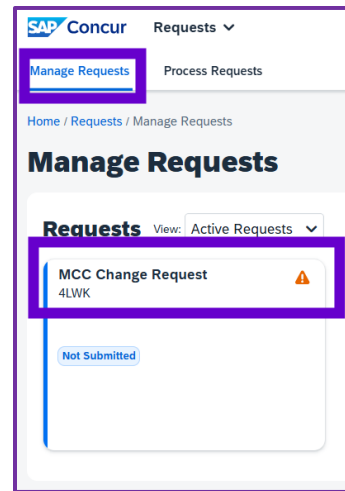 SAP Concur Requests
Manage Requests Process Requests
Home / Requests / Manage Requests
Manage Requests
Requests View: Active Requests
MCC Change Request
4LWK
Not Submitted